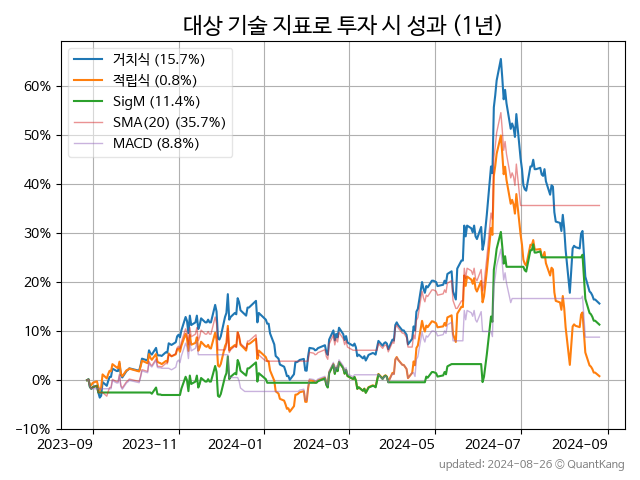 대상 기술 지표로 투자 시 성과 (1년)
거치식 (15.7%)
적립식 (0.8%)
SigM (11.4%)
SMA(20) (35.7%)
MACD (8.8%)
60%
50%
40%
30%
20%
10%
0%
−10%
2023-09 2023-11 2024-01 2024-03 2024-05 2024-07 2024-09
updated: 2024-08-26 © QuantKang